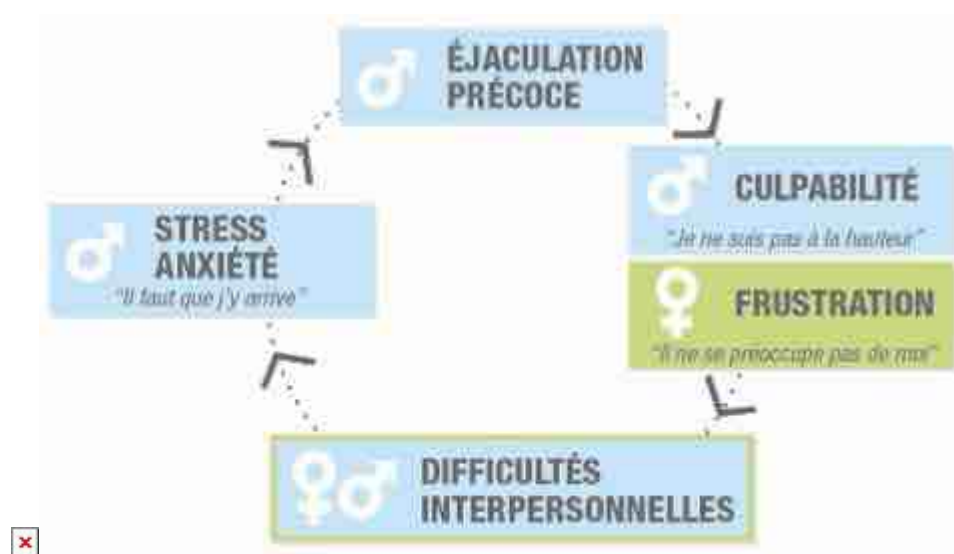 ÉJACULATION
PRÉCOCE
CULPABILITÉ
"Je ne suis pas à la hauteur"
FRUSTRATION
"Il ne se préoccupe pas de moi"
DIFFICULTÉS
INTERPERSONNELLES
STRESS
ANXIÉTÉ
"Il faut que j'y arrive"